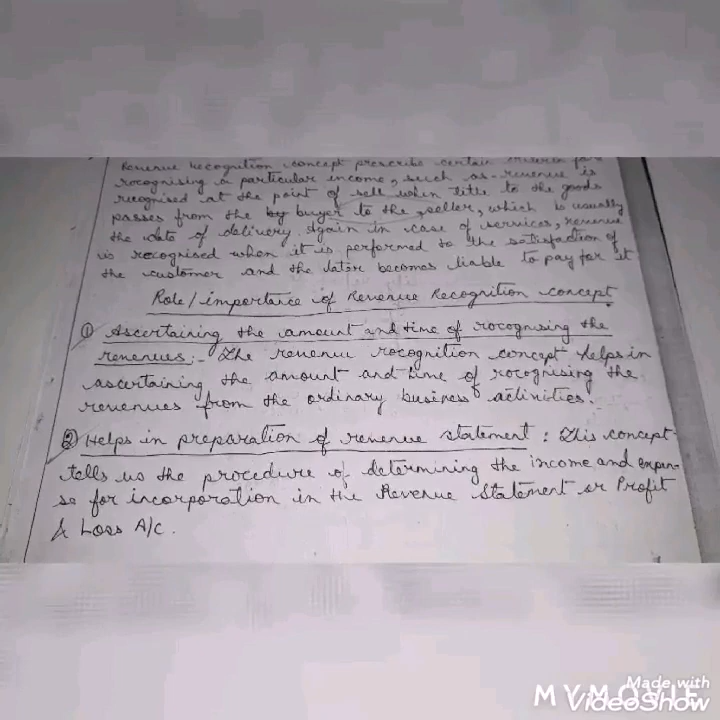 Revenue recognition concept prescribe certain criteria for
rocognising a particular income, such as-revenue is
recognised at the point of sell when title to the goods
passes from the by buyer to the seller, which is usually
the date of delivery. Again in case of services, revenue
is recognised when it is performed to the satisfaction of
the customer and the later becomes liable to pay for it
Role/importance of Revenue Recognition concept
① Ascertaining the amount and time of rocognising the
revenues:- The revenue rocognition concept Helps in
ascertaining the amount and time of rocognising the
revenues from the ordinary business activities.
② Helps in preparation of revenue statement: This concept
tells us the procedure of determining the income and expen-
se for incorporation in the Revenue Statement or Profit
& Loss A/c.
Made with
MYMOVIE
VideoShow